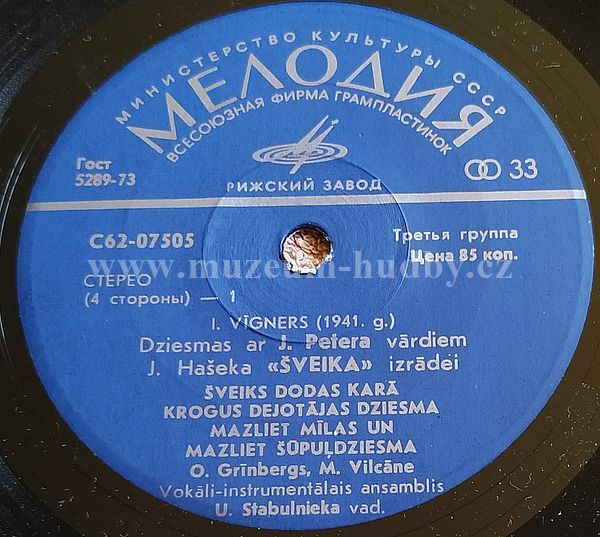 МИНИСТЕРСТВО КУЛЬТУРЫ СССР
МЕЛОДИЯ
ВСЕСОЮЗНАЯ ФИРМА ГРАМПЛАСТИНОК
Гост
5289-73
33
РИЖСКИЙ ЗАВОД
С62-07505
Третья группа
Цена 85 коп.
www.muzeum-hudby.cz
СТЕРЕО
(4 стороны) — 1
I. VĪGNERS (1941. g.)
Dziesmas ar J. Petera vārdiem
J. Hašeka «ŠVEIKA» izrādei
ŠVEIKS DODAS KARĀ
KROGUS DEJOTĀJAS DZIESMA
MAZLIET MĪLAS UN
MAZLIET ŠŪPUĻDZIESMA
O. Grīnbergs, M. Vilcāne
Vokāli-instrumentālais ansamblis
U. Stabulnieka vad.